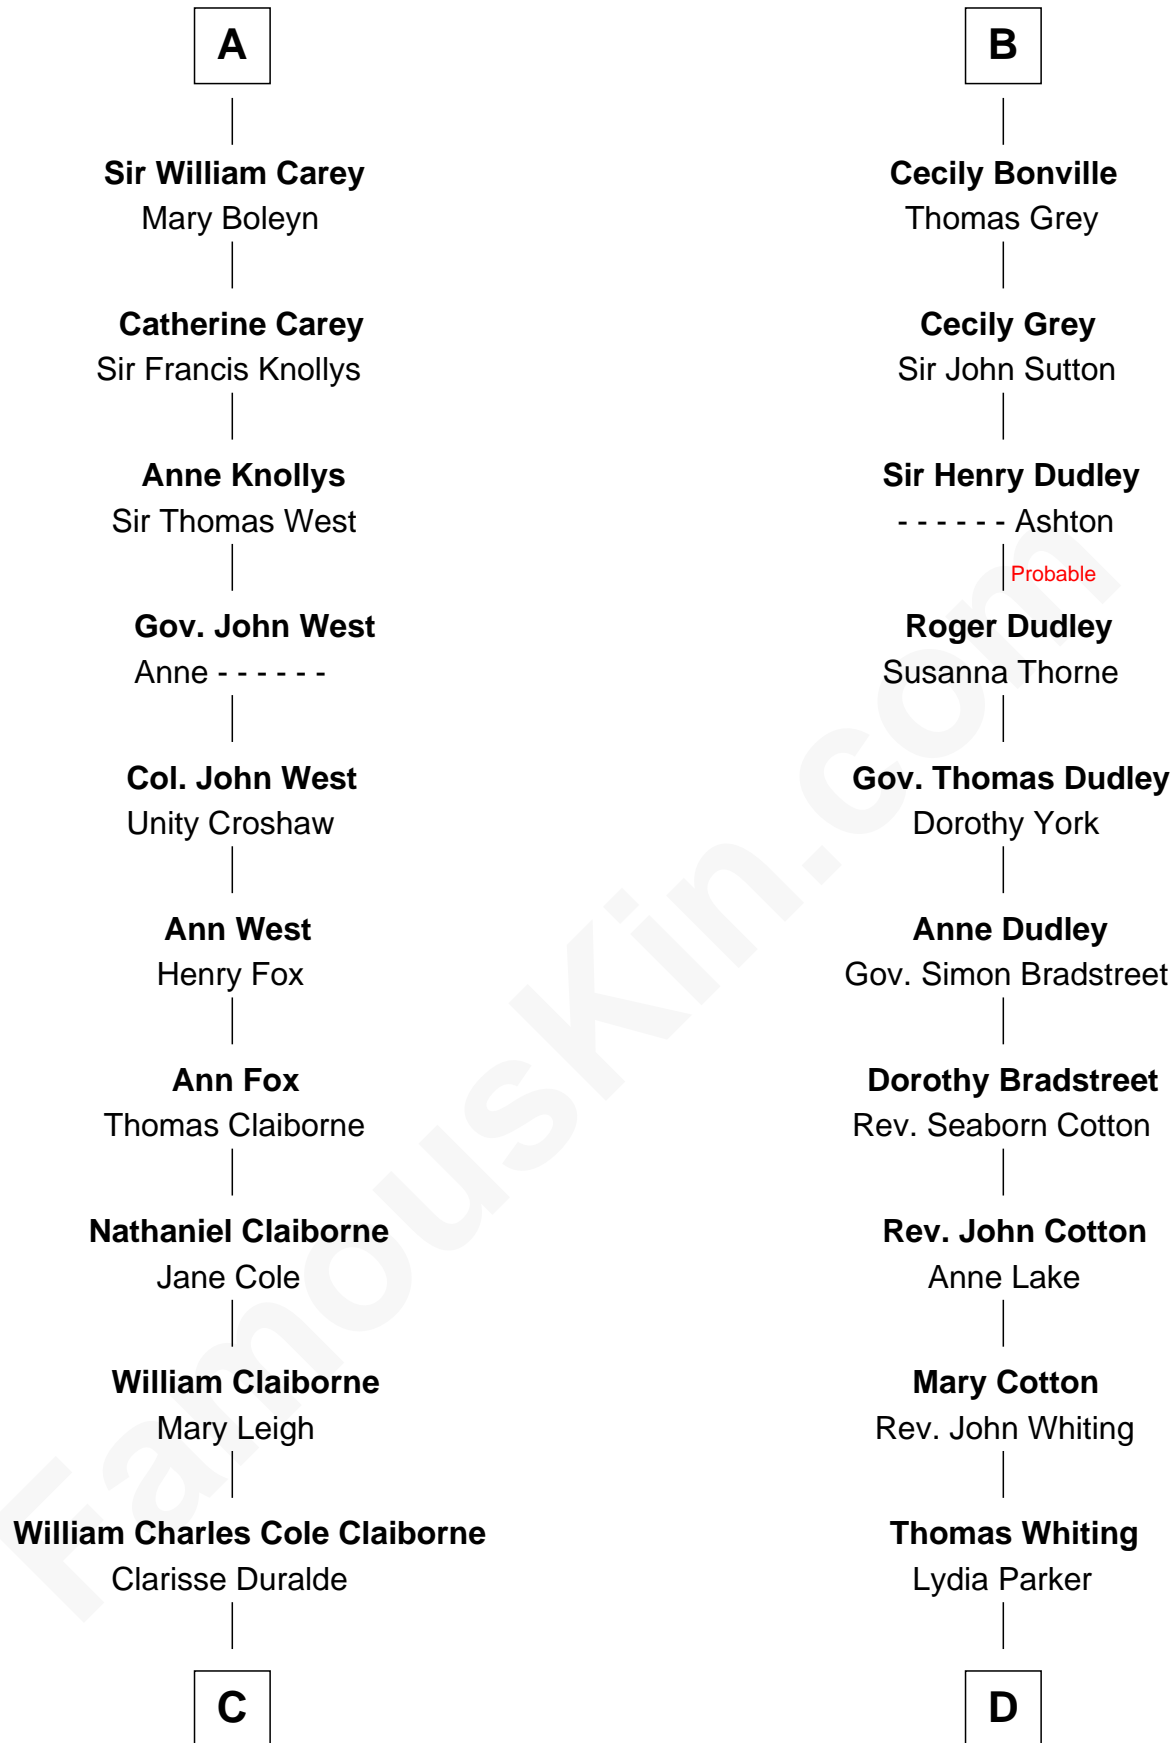 A
Sir William Carey
Mary Boleyn
Catherine Carey
Sir Francis Knollys
Anne Knollys
Sir Thomas West
Gov. John West
Anne - - - - - -
Col. John West
Unity Croshaw
Ann West
Henry Fox
Ann Fox
Thomas Claiborne
Nathaniel Claiborne
Jane Cole
William Claiborne
Mary Leigh
William Charles Cole Claiborne
Clarisse Duralde
C
B
Cecily Bonville
Thomas Grey
Cecily Grey
Sir John Sutton
Sir Henry Dudley
- - - - - - Ashton
Probable
Roger Dudley
Susanna Thorne
Gov. Thomas Dudley
Dorothy York
Anne Dudley
Gov. Simon Bradstreet
Dorothy Bradstreet
Rev. Seaborn Cotton
Rev. John Cotton
Anne Lake
Mary Cotton
Rev. John Whiting
Thomas Whiting
Lydia Parker
D
FamousKin.com